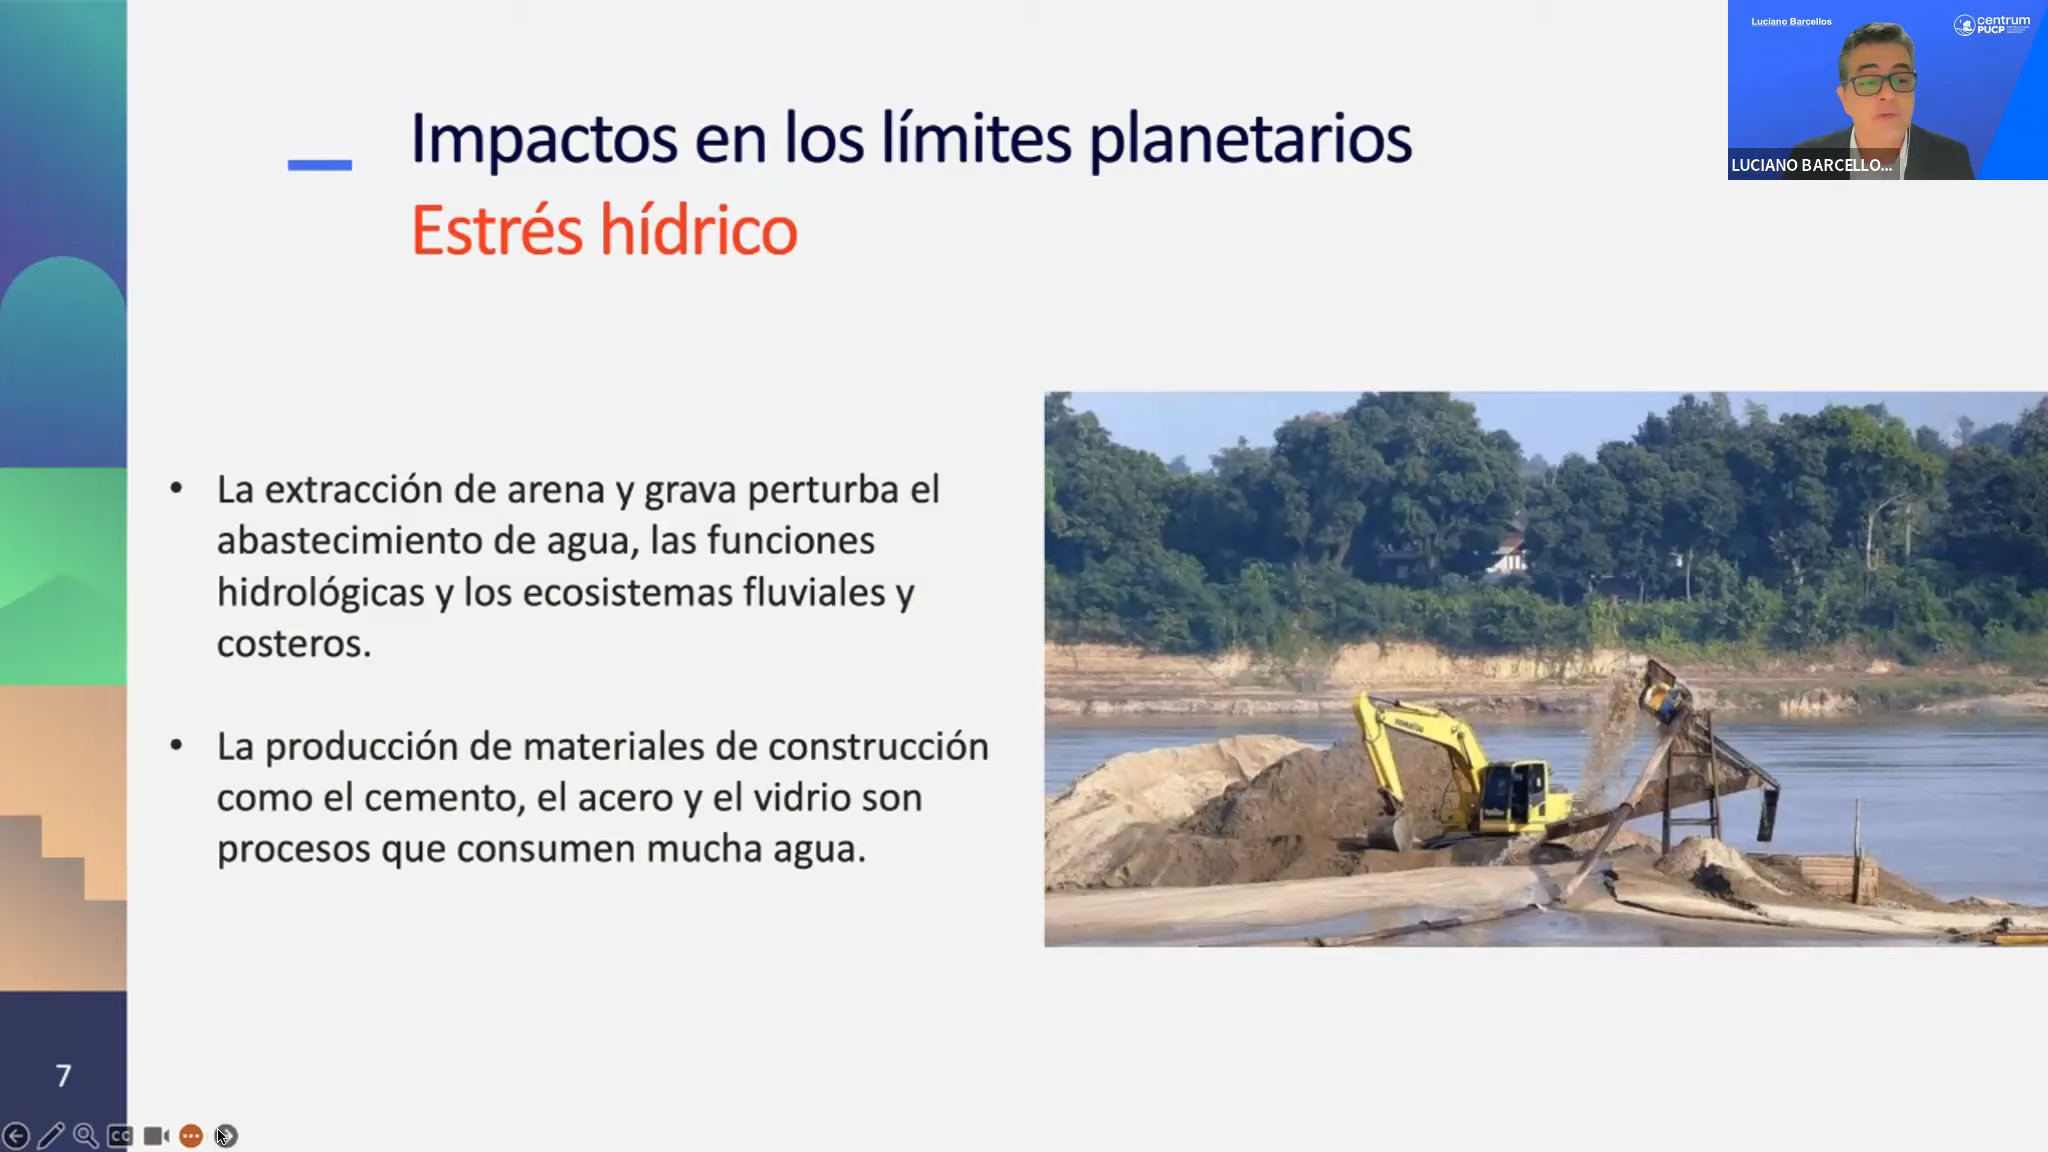 Luciano Barcellos
centrum
PUCP
LUCIANO BARCELLO...
Impactos en los límites planetarios
Estrés hídrico
• La extracción de arena y grava perturba el
abastecimiento de agua, las funciones
hidrológicas y los ecosistemas fluviales y
costeros.
• La producción de materiales de construcción
como el cemento, el acero y el vidrio son
procesos que consumen mucha agua.
KOMATSU
7
CC